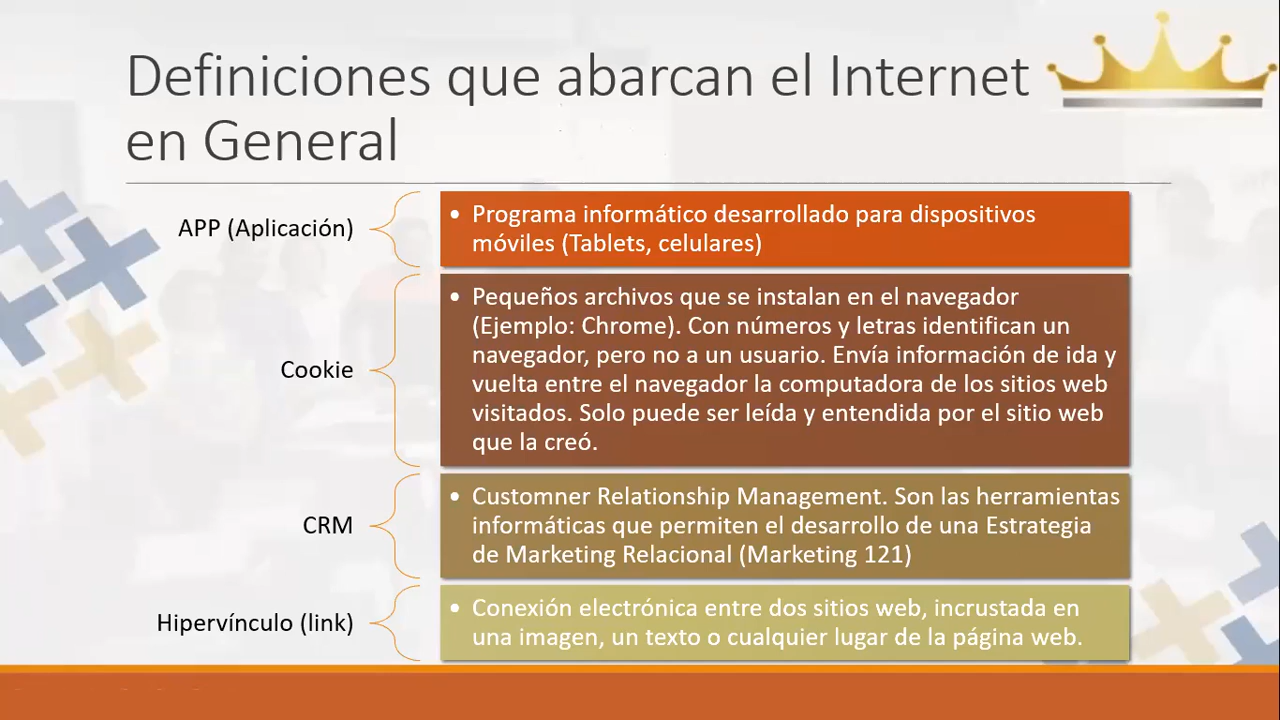 Definiciones que abarcan el Internet
en General
APP (Aplicación)
• Programa informático desarrollado para dispositivos
móviles (Tablets, celulares)
Cookie
• Pequeños archivos que se instalan en el navegador
(Ejemplo: Chrome). Con números y letras identifican un
navegador, pero no a un usuario. Envía información de ida y
vuelta entre el navegador la computadora de los sitios web
visitados. Solo puede ser leída y entendida por el sitio web
que la creó.
CRM
• Customner Relationship Management. Son las herramientas
informáticas que permiten el desarrollo de una Estrategia
de Marketing Relacional (Marketing 121)
Hipervínculo (link)
• Conexión electrónica entre dos sitios web, incrustada en
una imagen, un texto o cualquier lugar de la página web.